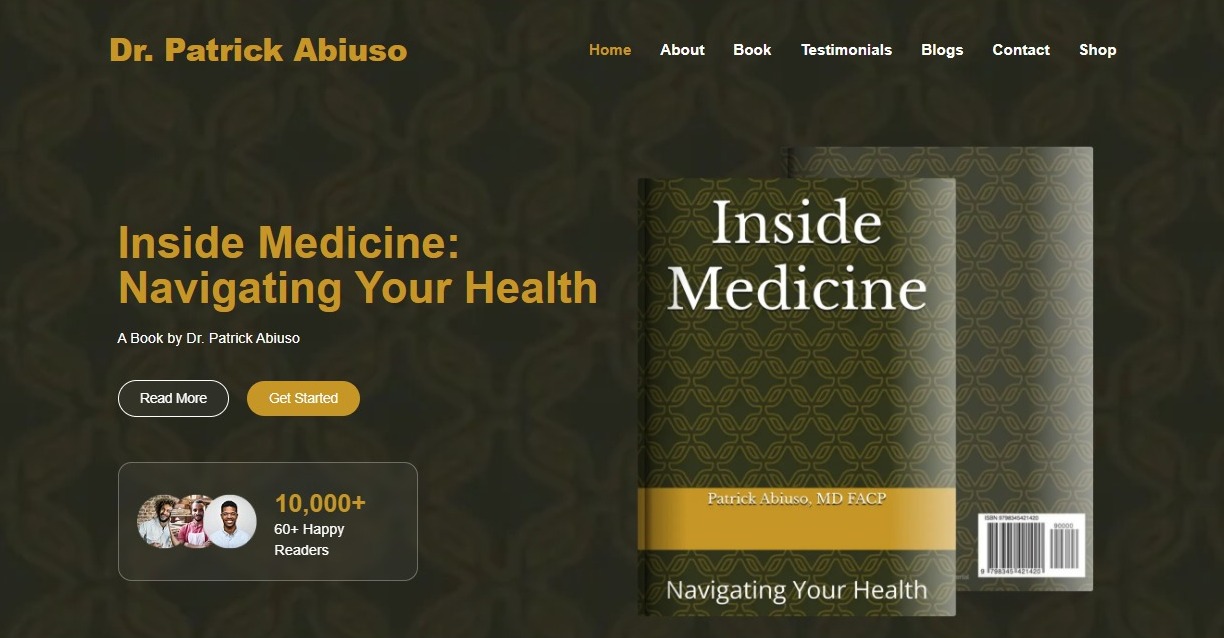 Dr. Patrick Abiuso
Home About Book Testimonials Blogs Contact Shop
Inside Medicine:
Navigating Your Health
A Book by Dr. Patrick Abiuso
Read More Get Started
10,000+
60+ Happy
Readers
Inside
Medicine
Patrick Abiuso, MD FACP
Navigating Your Health
ISBN 9798345421420
90000
9 798345 421420